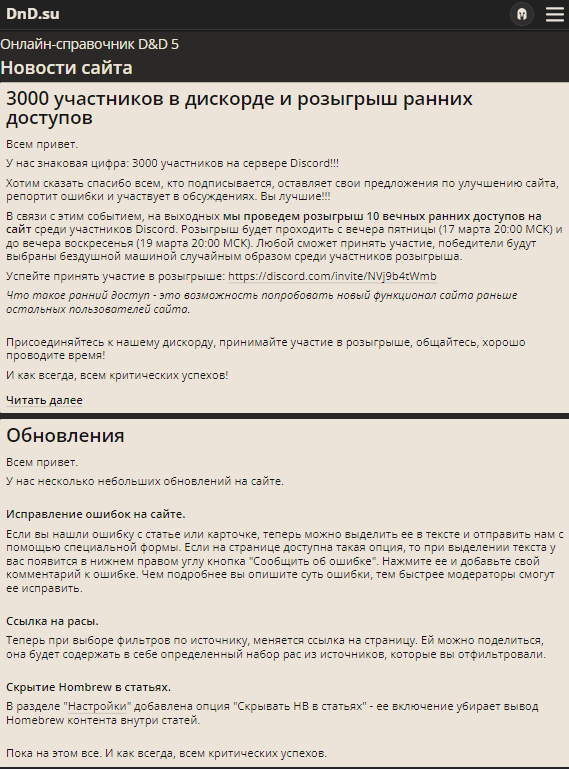 DnD.su
Онлайн-справочник D&D 5
Новости сайта
3000 участников в дискорде и розыгрыш ранних
доступов
Всем привет.
У нас знаковая цифра: 3000 участников на сервере Discord!!!
Хотим сказать спасибо всем, кто подписывается, оставляет свои предложения по улучшению сайта,
репортит ошибки и участвует в обсуждениях. Вы лучшие!!!
В связи с этим событием, на выходных мы проведем розыгрыш 10 вечных ранних доступов на
сайт среди участников Discord. Розыгрыш будет проходить с вечера пятницы (17 марта 20:00 МСК) и
до вечера воскресенья (19 марта 20:00 МСК). Любой сможет принять участие, победители будут
выбраны бездушной машиной случайным образом среди участников розыгрыша.
Успейте принять участие в розыгрыше: https://discord.com/invite/NVj9b4tWmb
Что такое ранний доступ - это возможность попробовать новый функционал сайта раньше
остальных пользователей сайта.
Присоединяйтесь к нашему дискорду, принимайте участие в розыгрыше, общайтесь, хорошо
проводите время!
И как всегда, всем критических успехов!
Читать далее
Обновления
Всем привет.
У нас несколько небольших обновлений на сайте.
Исправление ошибок на сайте.
Если вы нашли ошибку с статье или карточке, теперь можно выделить ее в тексте и отправить нам с
помощью специальной формы. Если на странице доступна такая опция, то при выделении текста у
вас появится в нижнем правом углу кнопка "Сообщить об ошибке". Нажмите ее и добавьте свой
комментарий к ошибке. Чем подробнее вы опишите суть ошибки, тем быстрее модераторы смогут
ее исправить.
Ссылка на расы.
Теперь при выборе фильтров по источнику, меняется ссылка на страницу. Ей можно поделиться,
она будет содержать в себе определенный набор рас из источников, которые вы отфильтровали.
Скрытие Hombrew в статьях.
В разделе "Настройки" добавлена опция "Скрывать HB в статьях" - ее включение убирает вывод
Homebrew контента внутри статей.
Пока на этом все. И как всегда, всем критических успехов.